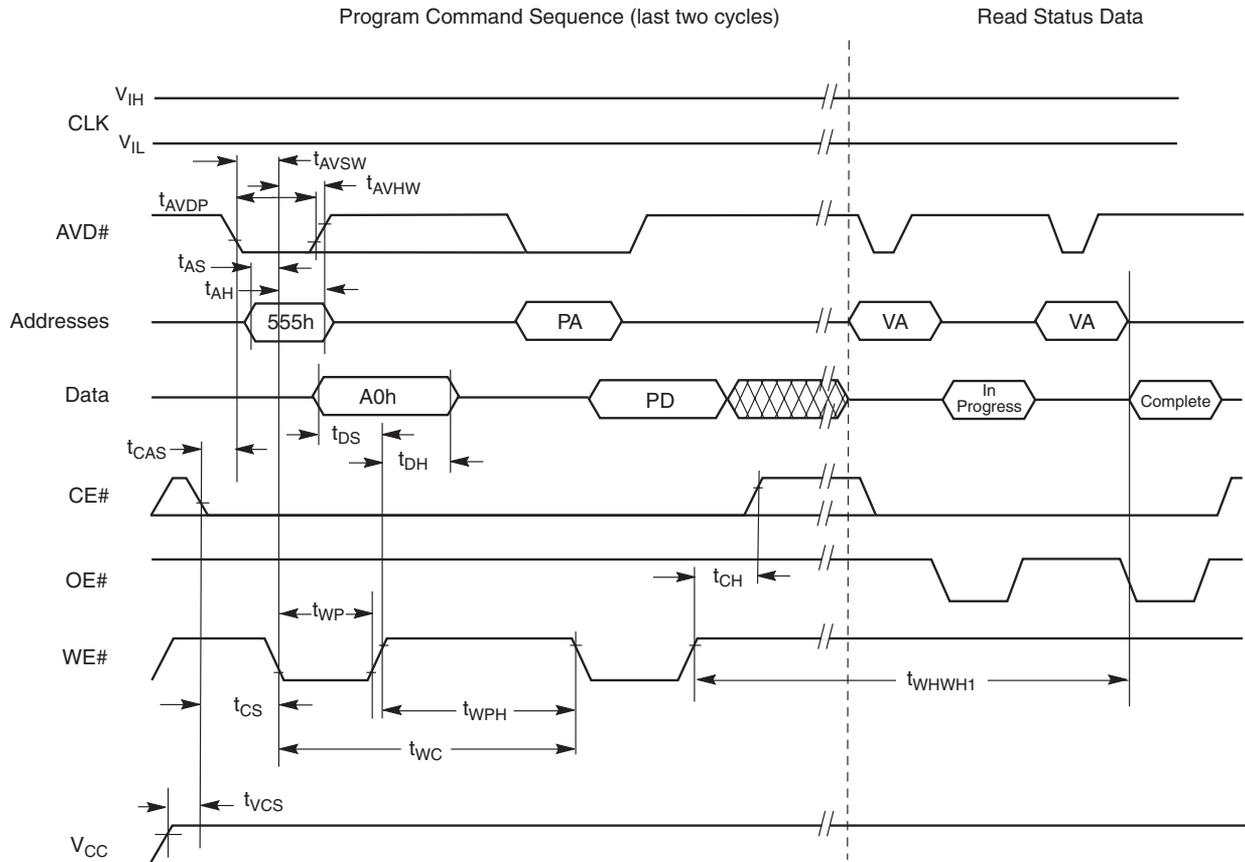 Program Command Sequence (last two cycles)
Read Status Data
VIH
CLK
VIL
tAVSW
tAVHW
tAVDP
AVD#
tAS
tAH
Addresses
555h
PA
VA
VA
Data
A0h
PD
In
Progress
Complete
tDS
tCAS
tDH
CE#
OE#
tCH
tWP
WE#
tWHWH1
tCS
tWPH
tWC
tVCS
VCC